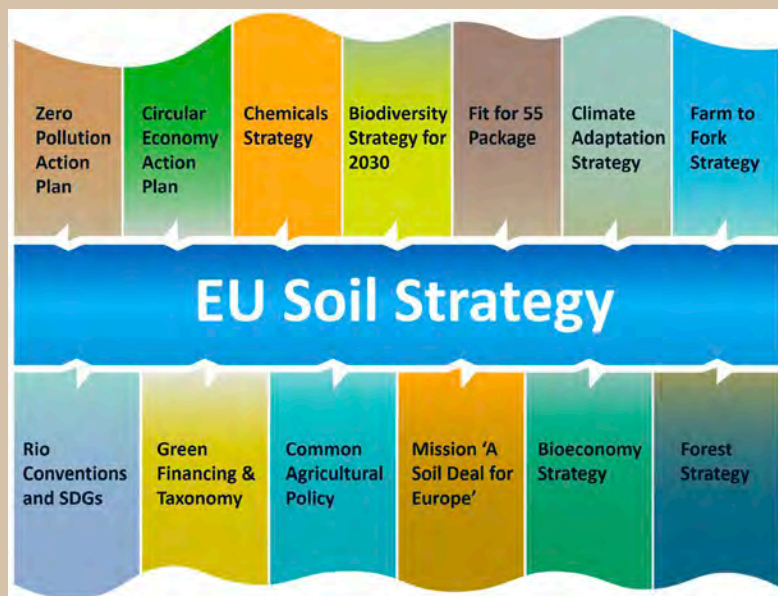 Zero
Pollution
Action
Plan
Circular
Economy
Action
Plan
Chemicals
Strategy
Biodiversity
Strategy for
2030
Fit for 55
Package
Climate
Adaptation
Strategy
Farm to
Fork
Strategy
EU Soil Strategy
Rio
Conventions
and SDGs
Green
Financing &
Taxonomy
Common
Agricultural
Policy
Mission ‘A
Soil Deal for
Europe’
Bioeconomy
Strategy
Forest
Strategy